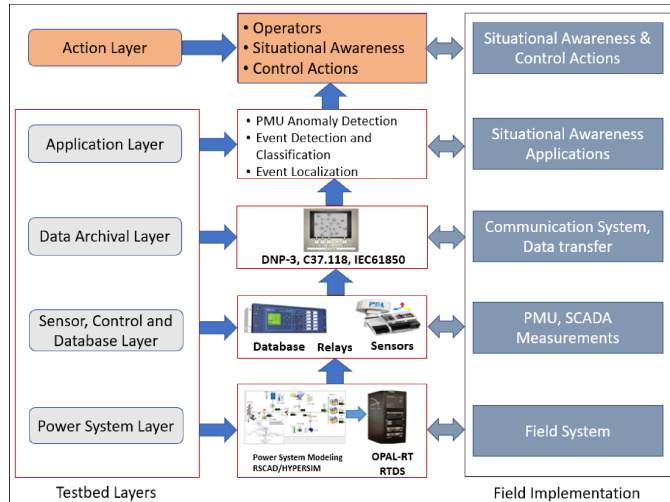 Action Layer
• Operators
• Situational Awareness
• Control Actions
Situational Awareness &
Control Actions
Application Layer
• PMU Anomaly Detection
• Event Detection and
Classification
• Event Localization
Situational Awareness
Applications
Data Archival Layer
DNP-3, C37.118, IEC61850
Communication System,
Data transfer
Sensor, Control and
Database Layer
Database
Relays
Sensors
PMU, SCADA
Measurements
Power System Layer
Power System Modeling
RSCAD/HYPERSIM
OPAL-RT
RTDS
Field System
Testbed Layers
Field Implementation